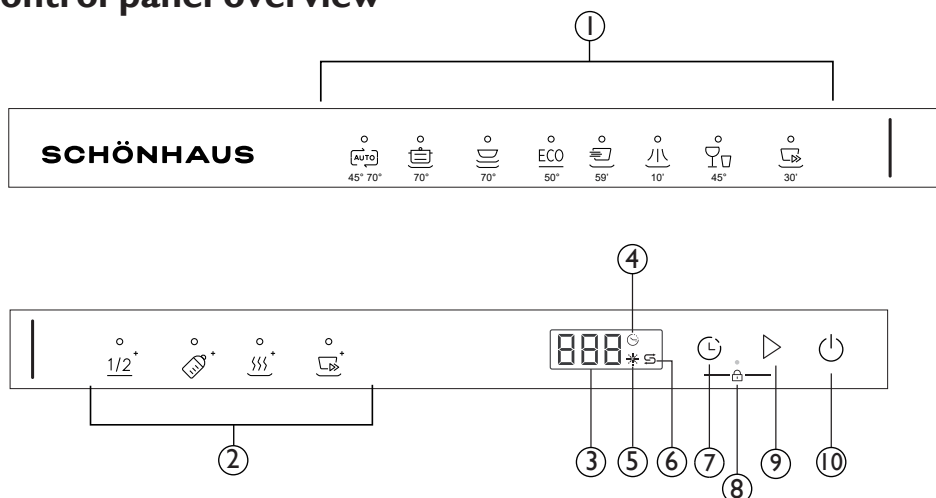 ontrol panel overview
1
SCHÖNHAUS
AUTO ECO
45° 70° 70° 70° 50° 59' 10' 45° 30'
4
1/2+ + + +
888
3 5 6 7 9 10
2
8